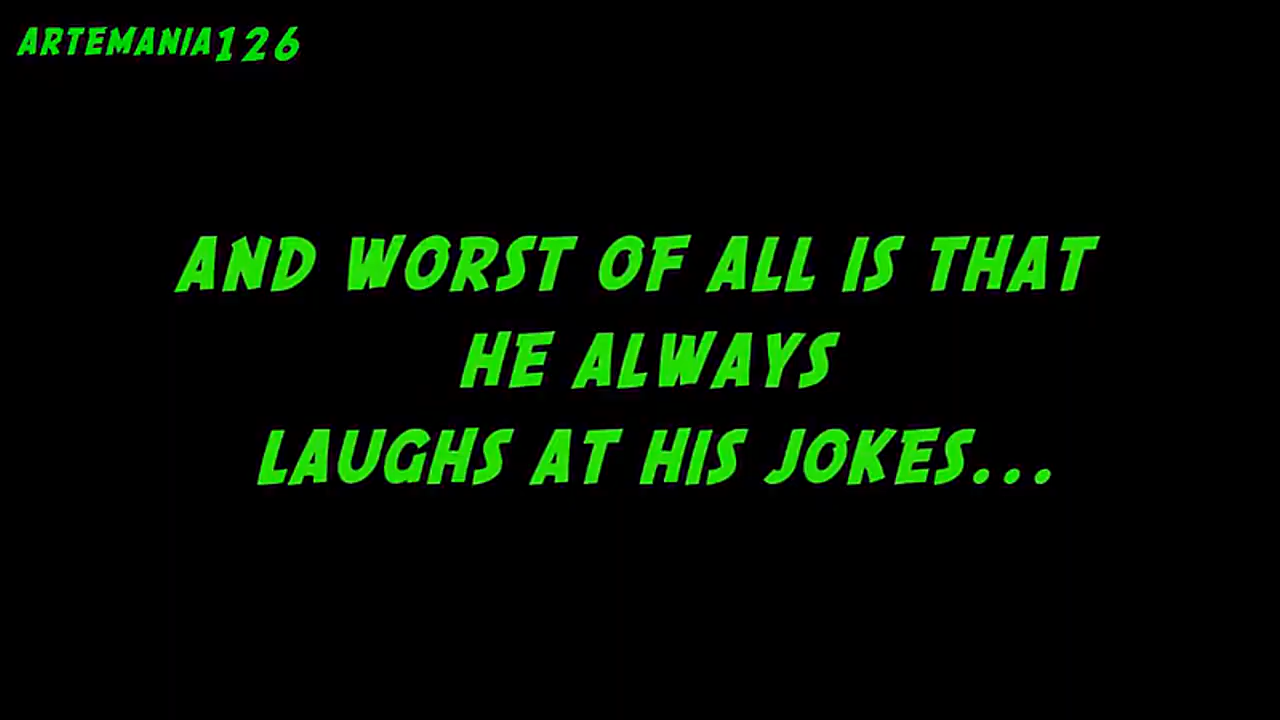 ARTEMANIA126
AND WORST OF ALL IS THAT
HE ALWAYS
LAUGHS AT HIS JOKES...